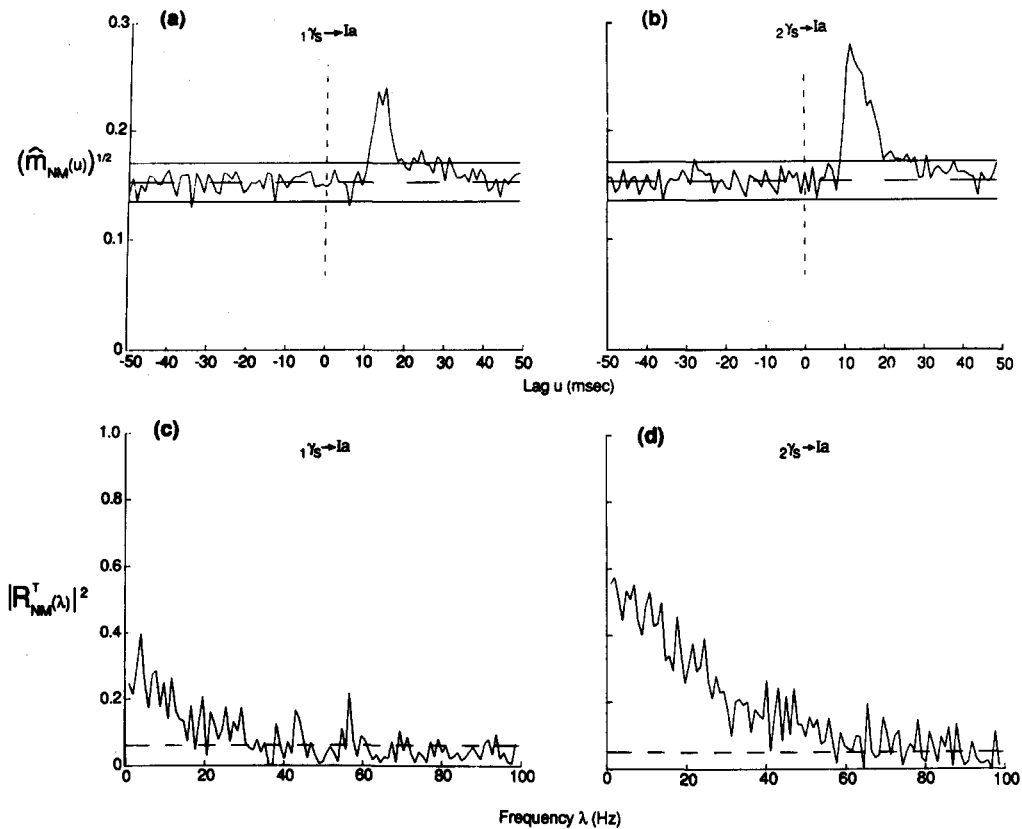 (a)
₁γₛ→Ia
(b)
₂γₛ→Ia
0.3
0.2
0.1
0
(m̂_NM(u))^1/2
-50 -40 -30 -20 -10 0 10 20 30 40 50
-50 -40 -30 -20 -10 0 10 20 30 40 50
Lag u (msec)
(c)
₁γₛ→Ia
(d)
₂γₛ→Ia
1.0
0.8
0.6
0.4
0.2
0
|R^T_NM(λ)|²
0 20 40 60 80 100
0 20 40 60 80 100
Frequency λ (Hz)